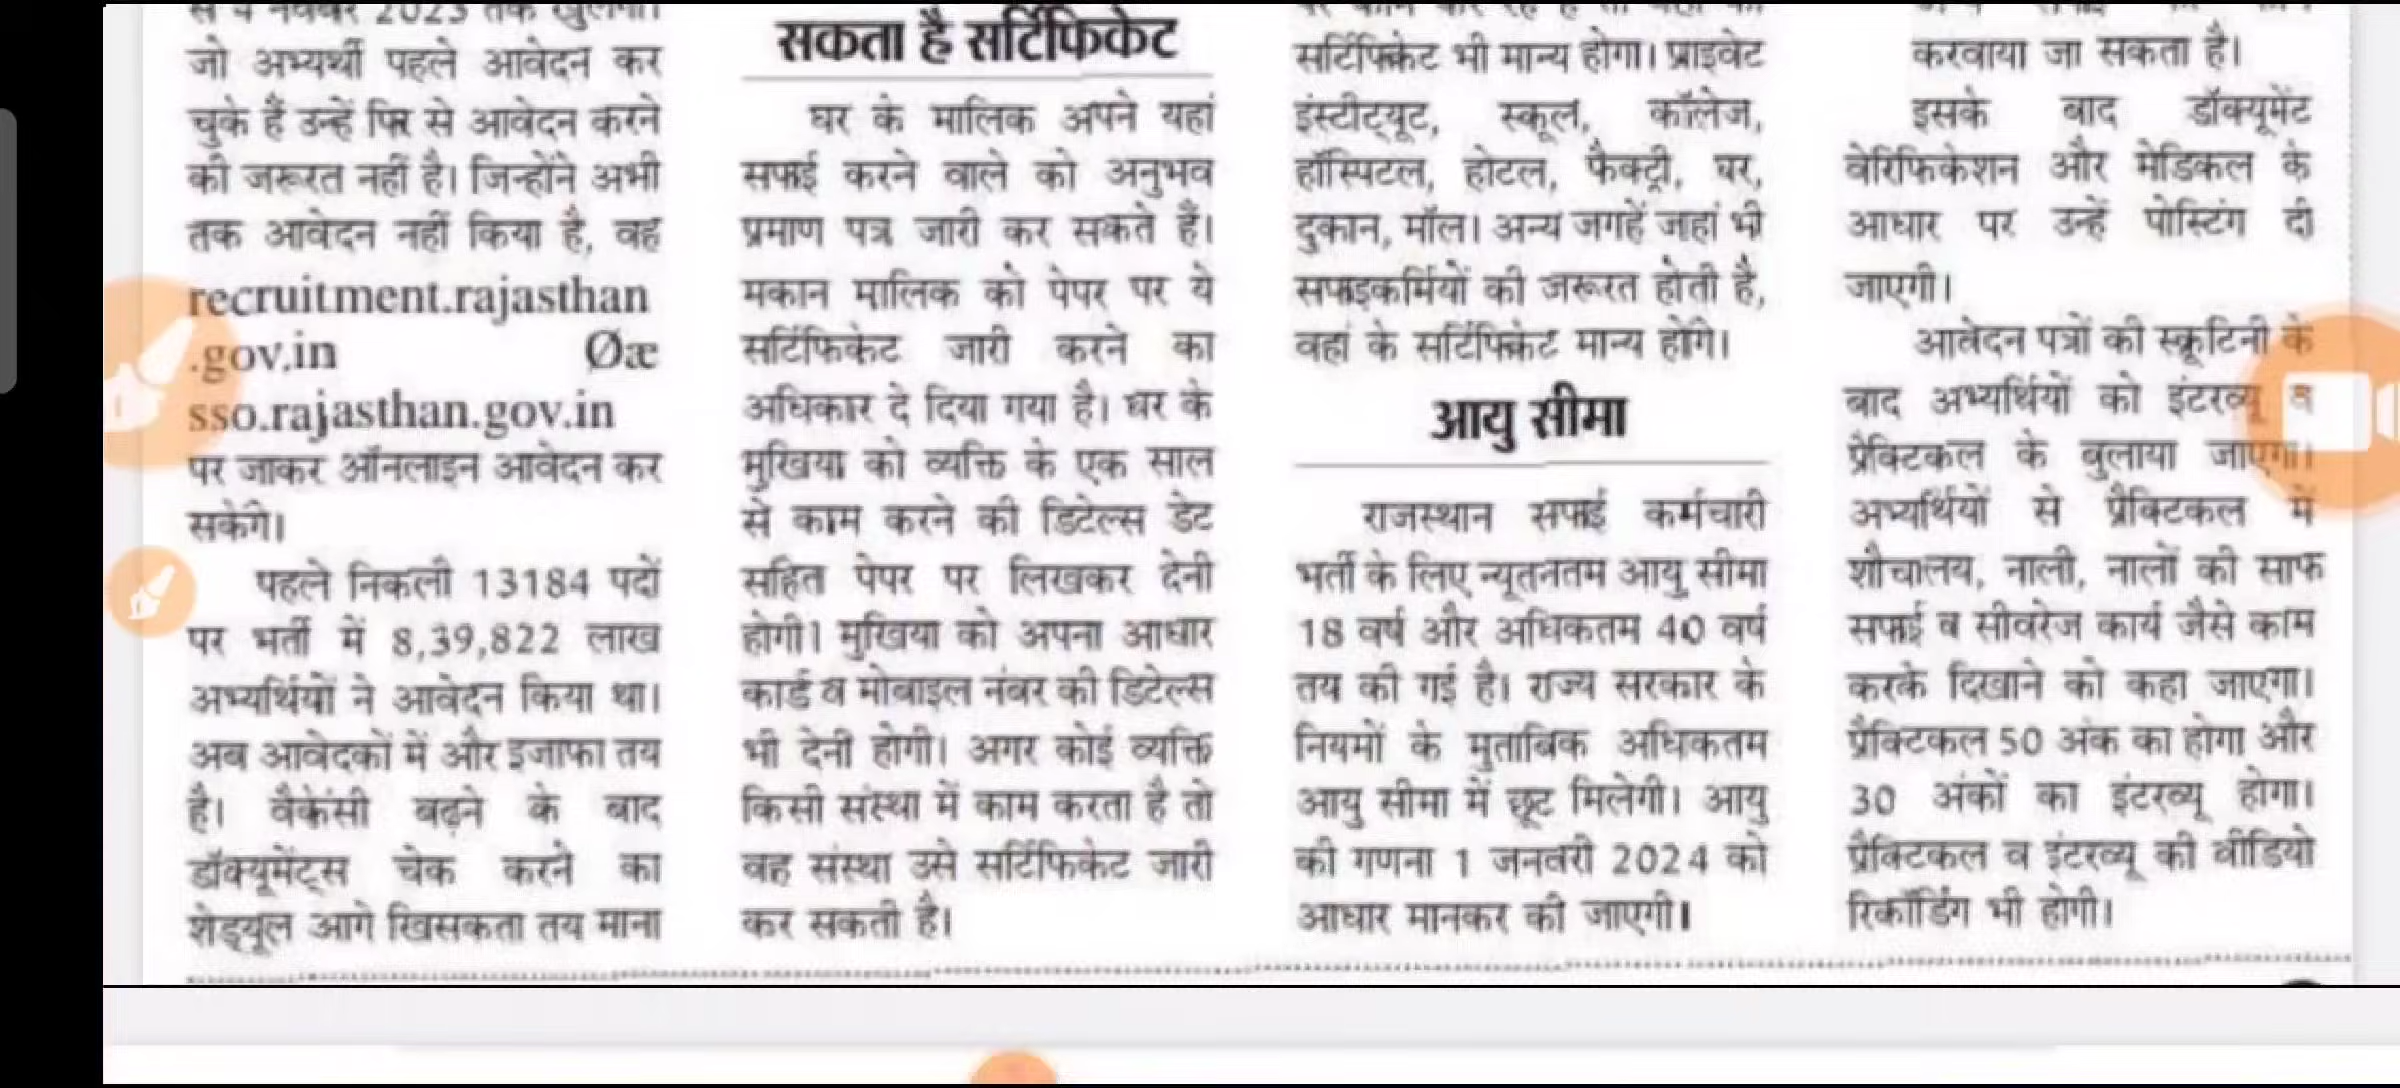 से 4 नवंबर 2023 तक खुलेगा।
जो अभ्यर्थी पहले आवेदन कर
चुके हैं उन्हें फिर से आवेदन करने
की जरूरत नहीं है। जिन्होंने अभी
तक आवेदन नहीं किया है, वह
recruitment.rajasthan
.gov.in Øæ
sso.rajasthan.gov.in
पर जाकर ऑनलाइन आवेदन कर
सकेंगे।
पहले निकली 13184 पदों
पर भर्ती में 8,39,822 लाख
अभ्यर्थियों ने आवेदन किया था।
अब आवेदकों में और इजाफा तय
है। वैकेंसी बढ़ने के बाद
डॉक्यूमेंट्स चेक करने का
शेड्यूल आगे खिसकता तय माना
सकता है सर्टिफिकेट
घर के मालिक अपने यहां
सफाई करने वाले को अनुभव
प्रमाण पत्र जारी कर सकते हैं।
मकान मालिक को पेपर पर ये
सर्टिफिकेट जारी करने का
अधिकार दे दिया गया है। घर के
मुखिया को व्यक्ति के एक साल
से काम करने की डिटेल्स डेट
सहित पेपर पर लिखकर देनी
होगी। मुखिया को अपना आधार
कार्ड व मोबाइल नंबर की डिटेल्स
भी देनी होगी। अगर कोई व्यक्ति
किसी संस्था में काम करता है तो
वह संस्था उसे सर्टिफिकेट जारी
कर सकती है।
सर्टिफिकेट भी मान्य होगा। प्राइवेट
इंस्टीट्यूट, स्कूल, कॉलेज,
हॉस्पिटल, होटल, फैक्ट्री, घर,
दुकान, मॉल। अन्य जगहें जहां भी
सफाइकर्मियों की जरूरत होती है,
वहां के सर्टिफिकेट मान्य होंगे।
आयु सीमा
राजस्थान सफाई कर्मचारी
भर्ती के लिए न्यूतनतम आयु सीमा
18 वर्ष और अधिकतम 40 वर्ष
तय की गई है। राज्य सरकार के
नियमों के मुताबिक अधिकतम
आयु सीमा में छूट मिलेगी। आयु
की गणना 1 जनवरी 2024 को
आधार मानकर की जाएगी।
करवाया जा सकता है।
इसके बाद डॉक्यूमेंट
वेरिफिकेशन और मेडिकल के
आधार पर उन्हें पोस्टिंग दी
जाएगी।
आवेदन पत्रों की स्क्रूटिनी के
बाद अभ्यर्थियों को इंटरव्यू व
प्रैक्टिकल के बुलाया जाएगा।
अभ्यर्थियों से प्रैक्टिकल में
शौचालय, नाली, नालों की साफ
सफाई व सीवरेज कार्य जैसे काम
करके दिखाने को कहा जाएगा।
प्रैक्टिकल 50 अंक का होगा और
30 अंकों का इंटरव्यू होगा।
प्रैक्टिकल व इंटरव्यू की वीडियो
रिकॉर्डिंग भी होगी।